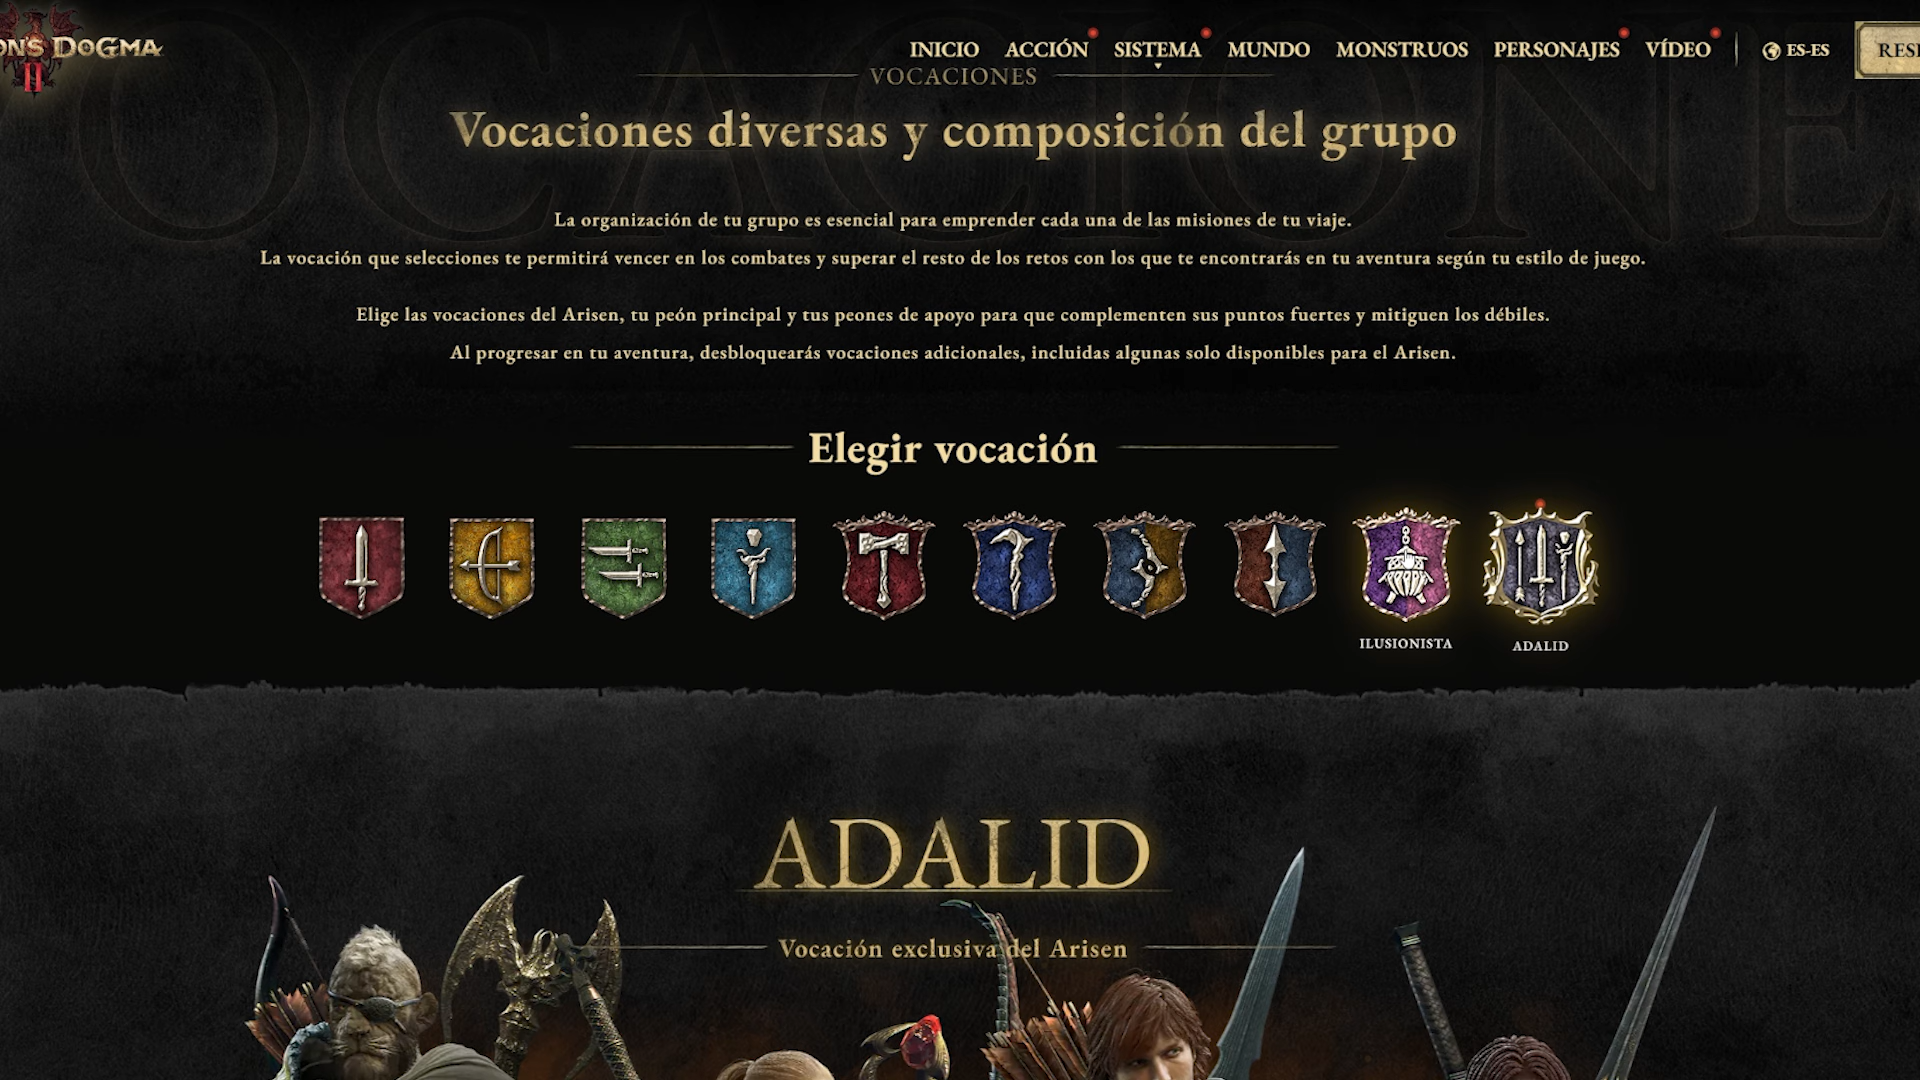 DOGMA
II
INICIO ACCIÓN SISTEMA MUNDO MONSTRUOS PERSONAJES VÍDEO ES-ES
VOCACIONES
Vocaciones diversas y composición del grupo
La organización de tu grupo es esencial para emprender cada una de las misiones de tu viaje.
La vocación que selecciones te permitirá vencer en los combates y superar el resto de los retos con los que te encontrarás en tu aventura según tu estilo de juego.
Elige las vocaciones del Arisen, tu peón principal y tus peones de apoyo para que complementen sus puntos fuertes y mitiguen los débiles.
Al progresar en tu aventura, desbloquearás vocaciones adicionales, incluidas algunas solo disponibles para el Arisen.
Elegir vocación
ILUSIONISTA
ADALID
ADALID
Vocación exclusiva del Arisen